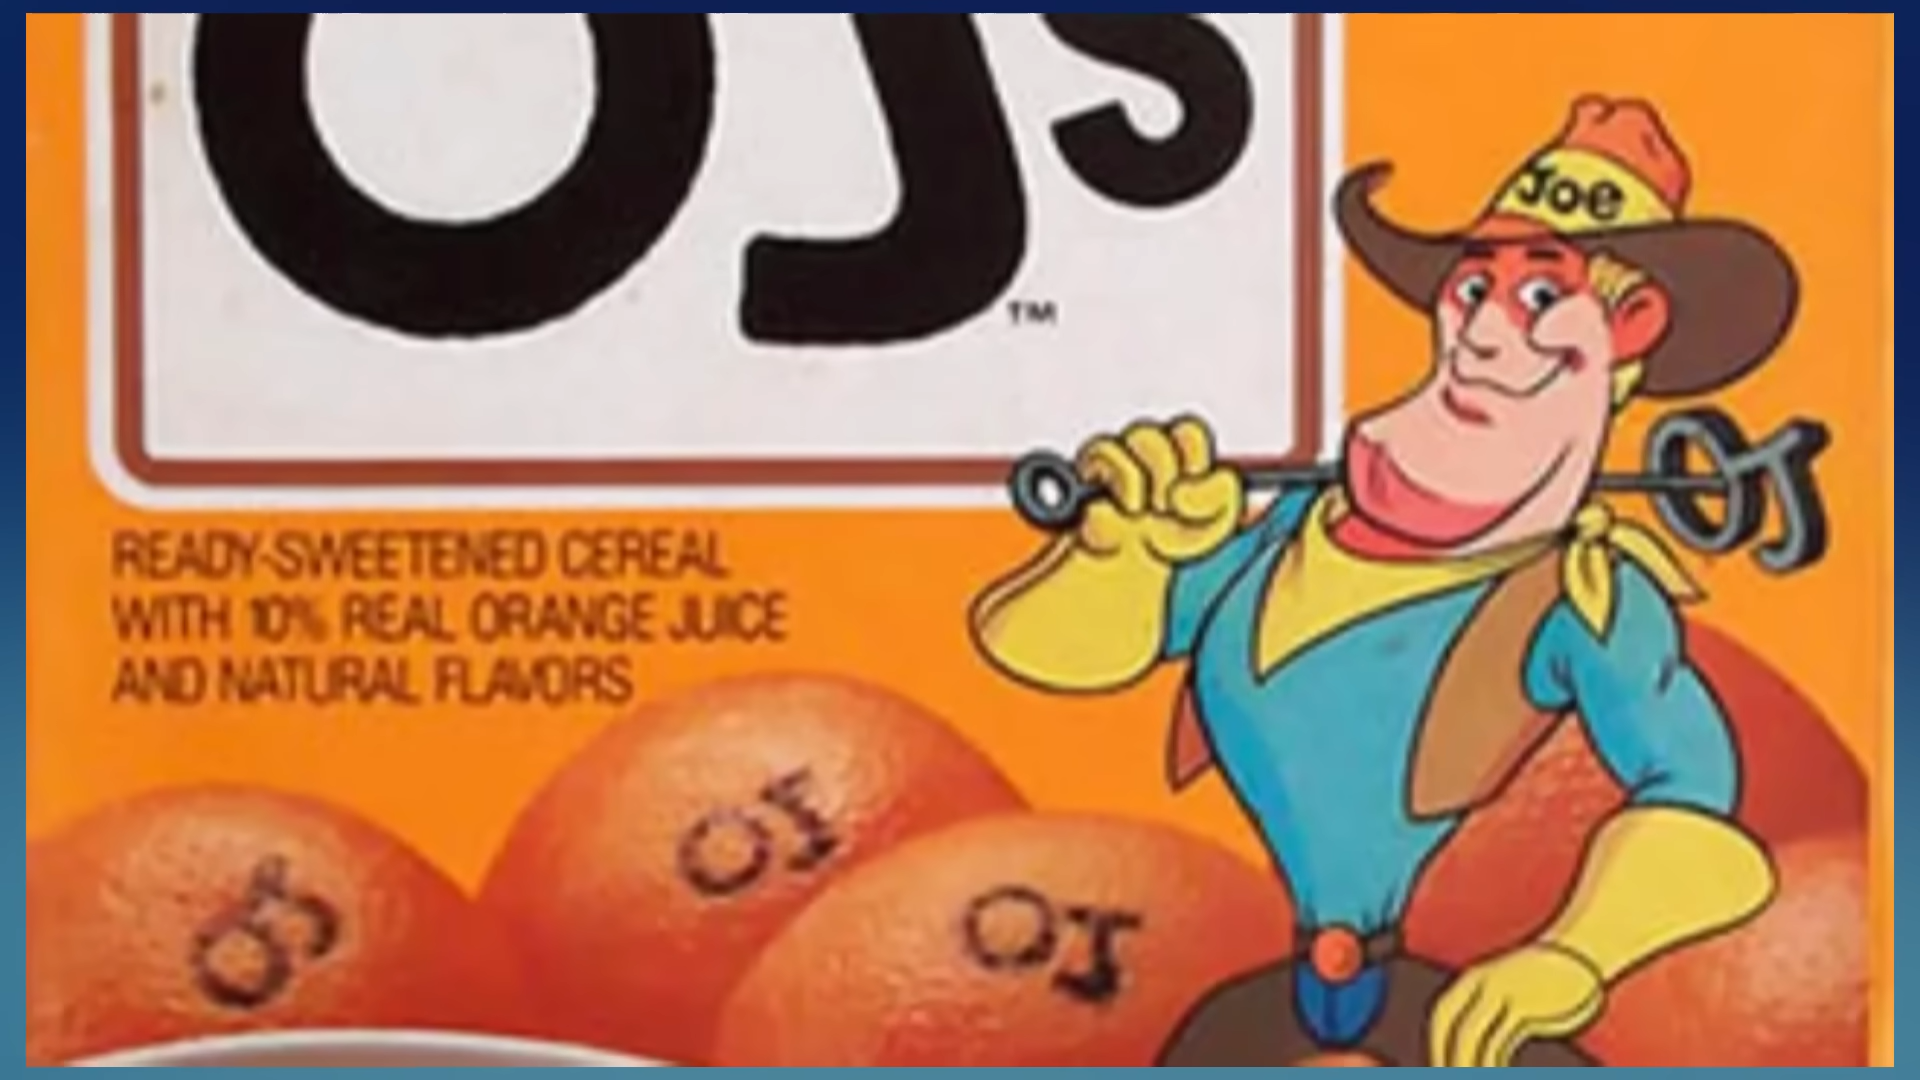 OJs
TM
Joe
OJ
READY-SWEETENED CEREAL
WITH 10% REAL ORANGE JUICE
AND NATURAL FLAVORS
OJ
OJ
OJ